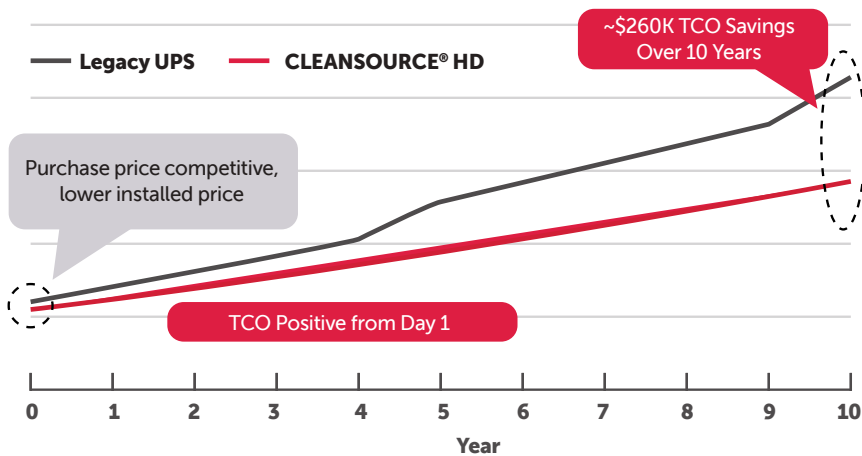 ~$260K TCO Savings
Over 10 Years
Legacy UPS
CLEANSOURCE® HD
Purchase price competitive,
lower installed price
TCO Positive from Day 1
0 1 2 3 4 5 6 7 8 9 10
Year